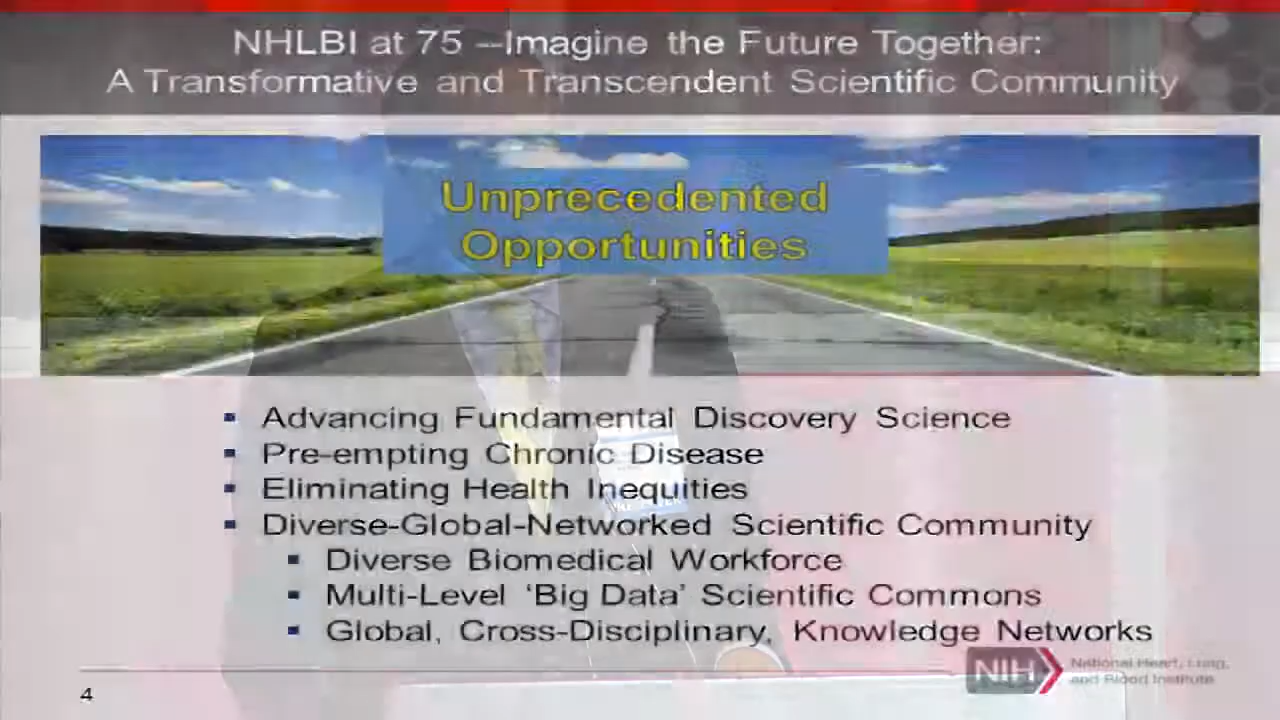 NHLBI at 75 –Imagine the Future Together:
A Transformative and Transcendent Scientific Community
Unprecedented
Opportunities
▪ Advancing Fundamental Discovery Science
▪ Pre-empting Chronic Disease
▪ Eliminating Health Inequities
▪ Diverse-Global-Networked Scientific Community
▪ Diverse Biomedical Workforce
▪ Multi-Level ‘Big Data’ Scientific Commons
▪ Global, Cross-Disciplinary, Knowledge Networks
NIH National Heart, Lung,
and Blood Institute
4